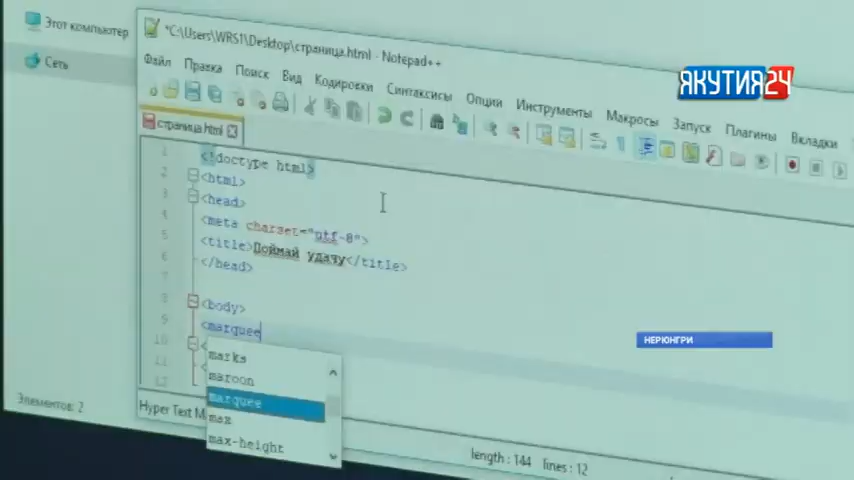 Этот компьютер
Сеть
*C:\Users\WRS1\Desktop\страница.html - Notepad++
Файл Правка Поиск Вид Кодировки Синтаксисы Опции Инструменты Макросы Запуск Плагины Вкладки
ЯКУТИЯ24
страница.html
1 <!doctype html>
2 <html>
3 <head>
4 <meta charset="utf-8">
5 <title>Поймай удачу</title>
6 </head>
7
8 <body>
9 <marquee
10 <
11 <
12
marks
maroon
marquee
max
max-height
НЕРЮНГРИ
Элементов: 2
Hyper Text M
length : 144 lines : 12